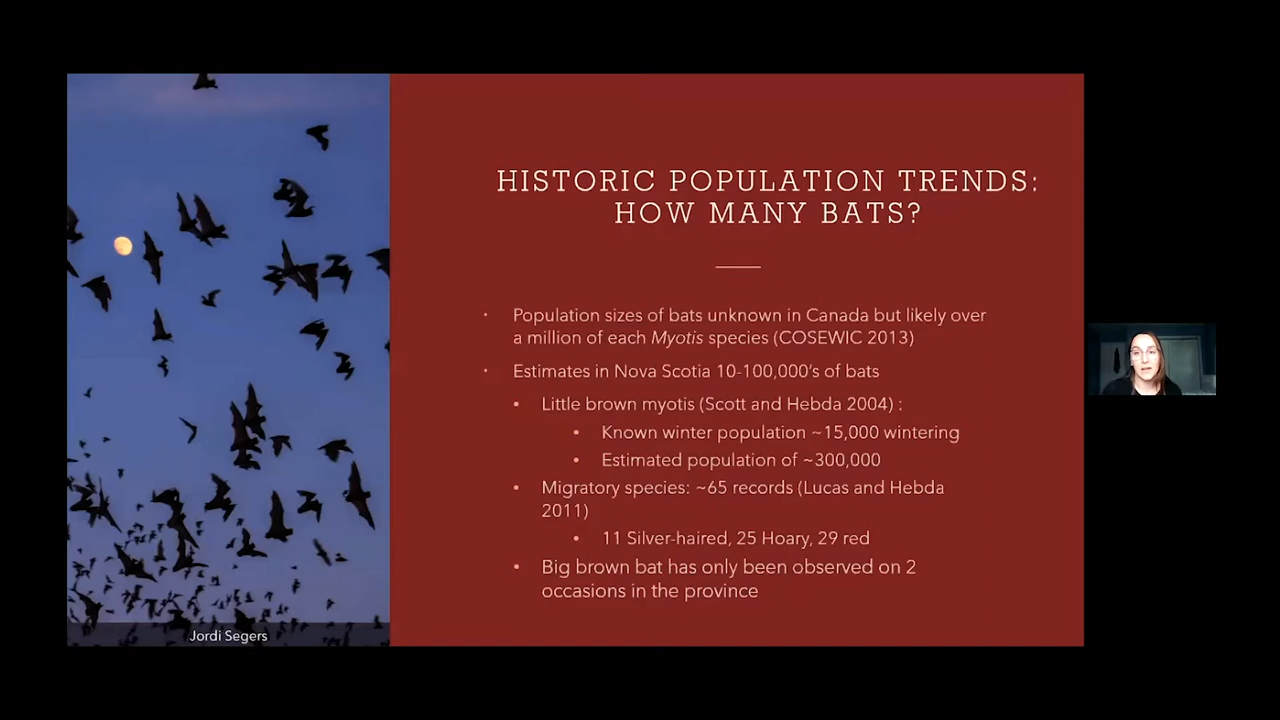 HISTORIC POPULATION TRENDS:
HOW MANY BATS?
• Population sizes of bats unknown in Canada but likely over
a million of each Myotis species (COSEWIC 2013)
• Estimates in Nova Scotia 10-100,000's of bats
• Little brown myotis (Scott and Hebda 2004) :
• Known winter population ~15,000 wintering
• Estimated population of ~300,000
• Migratory species: ~65 records (Lucas and Hebda
2011)
• 11 Silver-haired, 25 Hoary, 29 red
• Big brown bat has only been observed on 2
occasions in the province
Jordi Segers